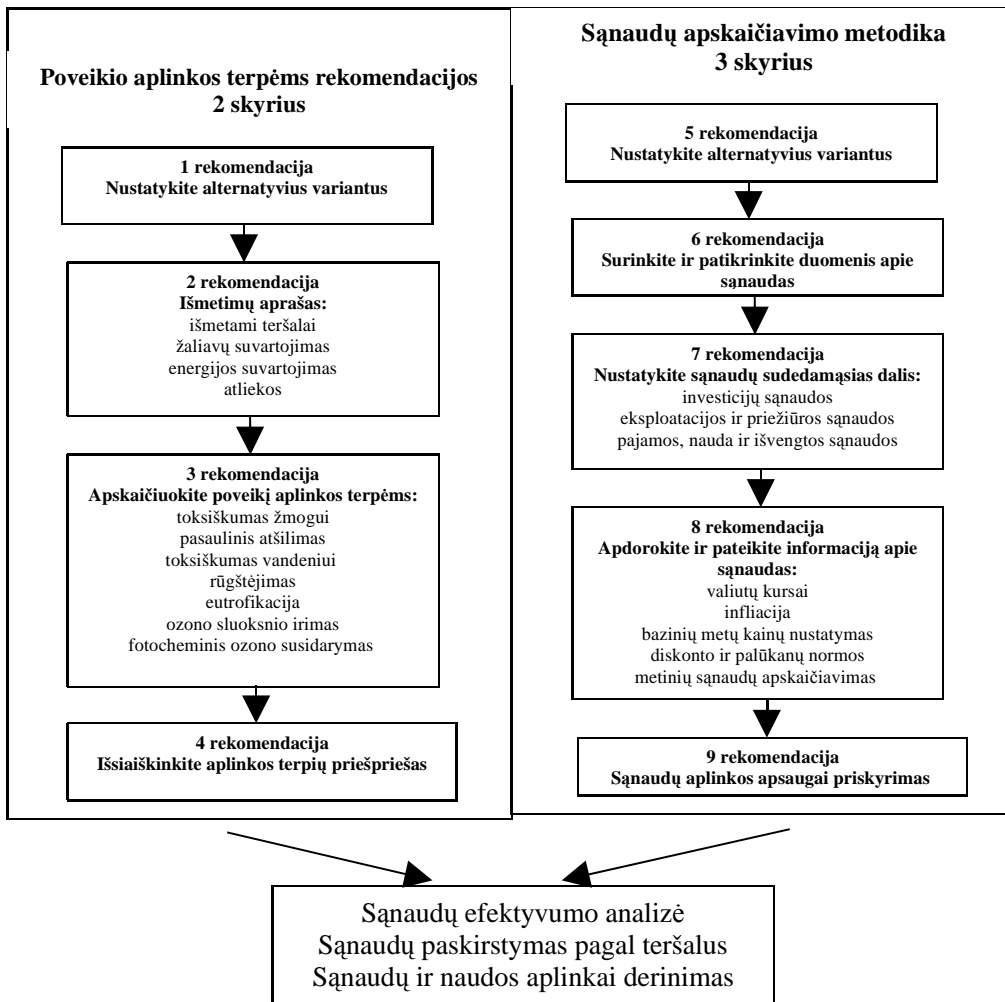 Poveikio aplinkos terpėms rekomendacijos
2 skyrius
1 rekomendacija
Nustatykite alternatyvius variantus
2 rekomendacija
Išmetimų aprašas:
išmetami teršalai
žaliavų suvartojimas
energijos suvartojimas
atliekos
3 rekomendacija
Apskaičiuokite poveikį aplinkos terpėms:
toksiškumas žmogui
pasaulinis atšilimas
toksiškumas vandeniui
rūgštėjimas
eutrofikacija
ozono sluoksnio irimas
fotocheminis ozono susidarymas
4 rekomendacija
Išsiaiškinkite aplinkos terpių priešpriešas
Sąnaudų apskaičiavimo metodika
3 skyrius
5 rekomendacija
Nustatykite alternatyvius variantus
6 rekomendacija
Surinkite ir patikrinkite duomenis apie
sąnaudas
7 rekomendacija
Nustatykite sąnaudų sudedamąsias dalis:
investicijų sąnaudos
eksploatacijos ir priežiūros sąnaudos
pajamos, nauda ir išvengtos sąnaudos
8 rekomendacija
Apdorokite ir pateikite informaciją apie
sąnaudas:
valiutų kursai
infliacija
bazinių metų kainų nustatymas
diskonto ir palūkanų normos
metinių sąnaudų apskaičiavimas
9 rekomendacija
Sąnaudų aplinkos apsaugai priskyrimas
Sąnaudų efektyvumo analizė
Sąnaudų paskirstymas pagal teršalus
Sąnaudų ir naudos aplinkai derinimas